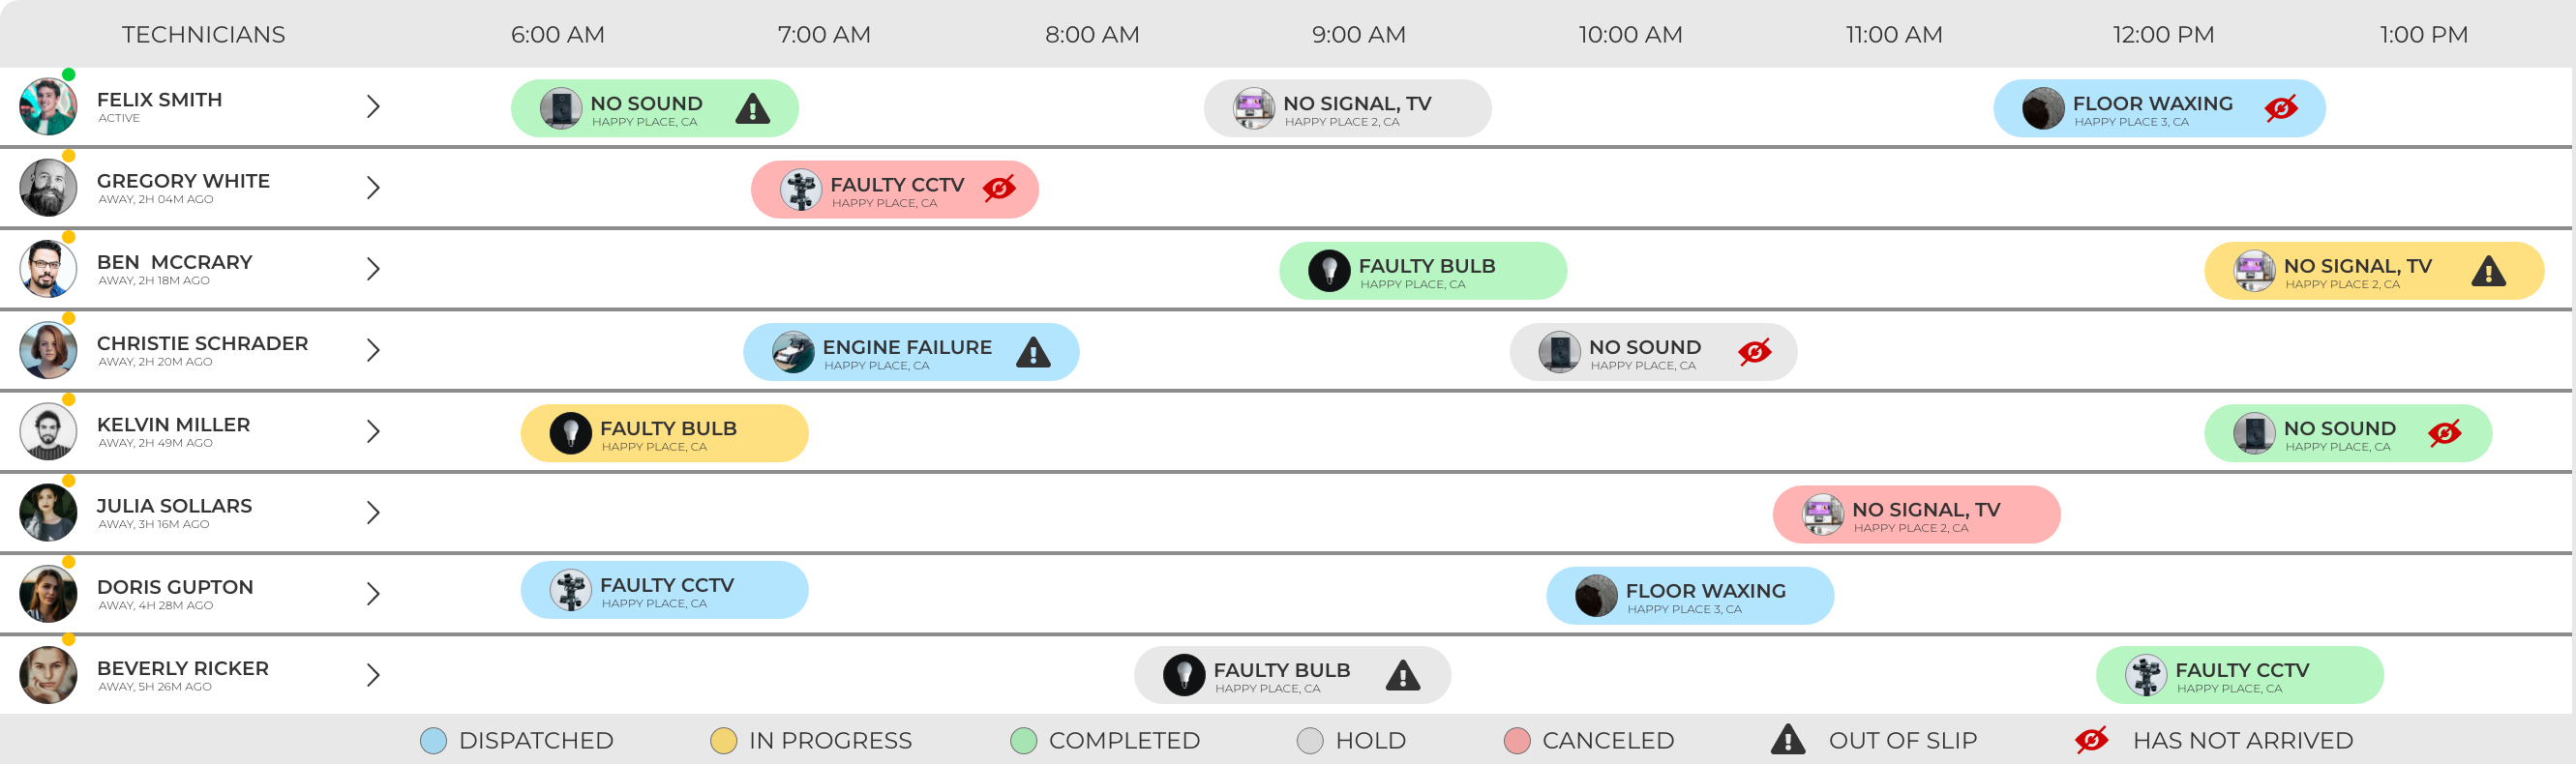 TECHNICIANS 6:00 AM 7:00 AM 8:00 AM 9:00 AM 10:00 AM 11:00 AM 12:00 PM 1:00 PM
FELIX SMITH
ACTIVE
NO SOUND
HAPPY PLACE, CA
NO SIGNAL, TV
HAPPY PLACE 2, CA
FLOOR WAXING
HAPPY PLACE 3, CA
GREGORY WHITE
AWAY, 2H 04M AGO
FAULTY CCTV
HAPPY PLACE, CA
BEN MCCRARY
AWAY, 2H 18M AGO
FAULTY BULB
HAPPY PLACE, CA
NO SIGNAL, TV
HAPPY PLACE 2, CA
CHRISTIE SCHRADER
AWAY, 2H 20M AGO
ENGINE FAILURE
HAPPY PLACE, CA
NO SOUND
HAPPY PLACE, CA
KELVIN MILLER
AWAY, 2H 49M AGO
FAULTY BULB
HAPPY PLACE, CA
NO SOUND
HAPPY PLACE, CA
JULIA SOLLARS
AWAY, 3H 16M AGO
NO SIGNAL, TV
HAPPY PLACE 2, CA
DORIS GUPTON
AWAY, 4H 28M AGO
FAULTY CCTV
HAPPY PLACE, CA
FLOOR WAXING
HAPPY PLACE 3, CA
BEVERLY RICKER
AWAY, 5H 26M AGO
FAULTY BULB
HAPPY PLACE, CA
FAULTY CCTV
HAPPY PLACE, CA
DISPATCHED IN PROGRESS COMPLETED HOLD CANCELED OUT OF SLIP HAS NOT ARRIVED